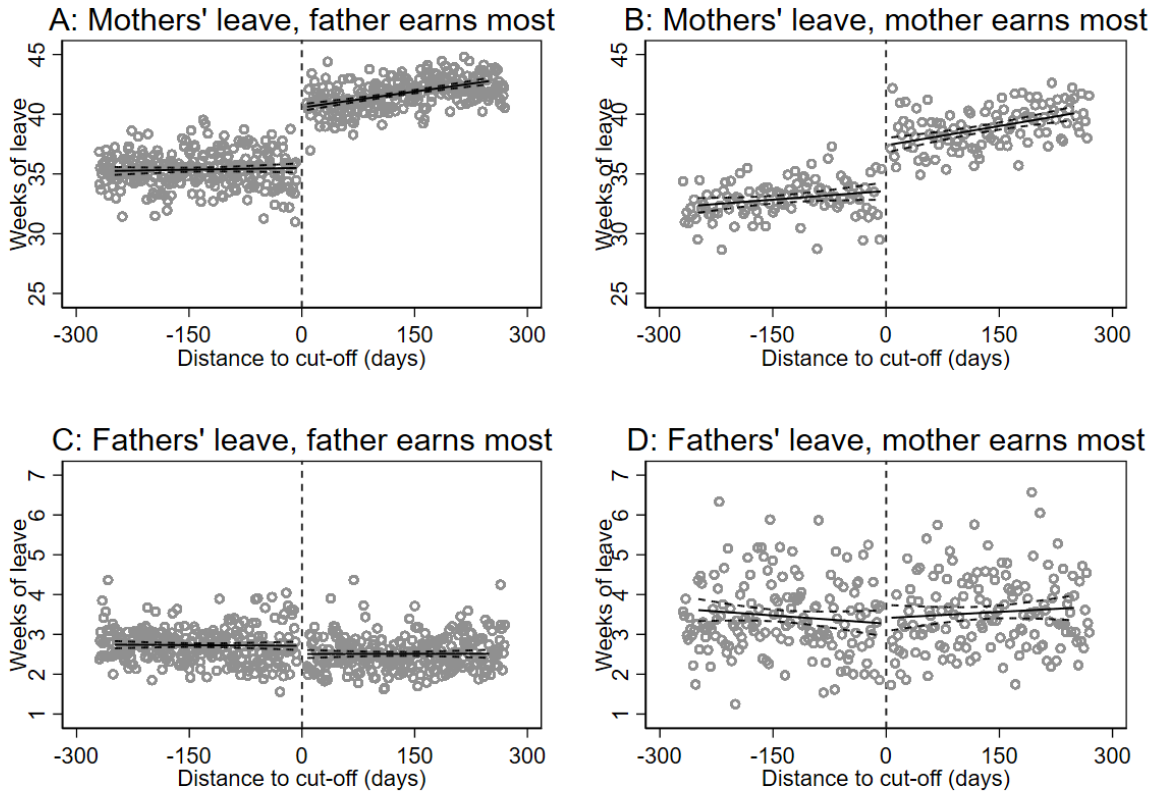 A: Mothers' leave, father earns most
Weeks of leave
45
40
35
30
25
-300 -150 0 150 300
Distance to cut-off (days)
B: Mothers' leave, mother earns most
Weeks of leave
45
40
35
30
25
-300 -150 0 150 300
Distance to cut-off (days)
C: Fathers' leave, father earns most
Weeks of leave
7
6
5
4
3
2
1
-300 -150 0 150 300
Distance to cut-off (days)
D: Fathers' leave, mother earns most
Weeks of leave
7
6
5
4
3
2
1
-300 -150 0 150 300
Distance to cut-off (days)